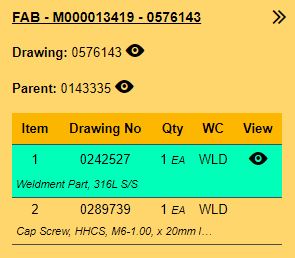 FAB - M000013419 - 0576143
Drawing: 0576143
Parent: 0143335
Item Drawing No Qty WC View
1 0242527 1 EA WLD
Weldment Part, 316L S/S
2 0289739 1 EA WLD
Cap Screw, HHCS, M6-1.00, x 20mm l…